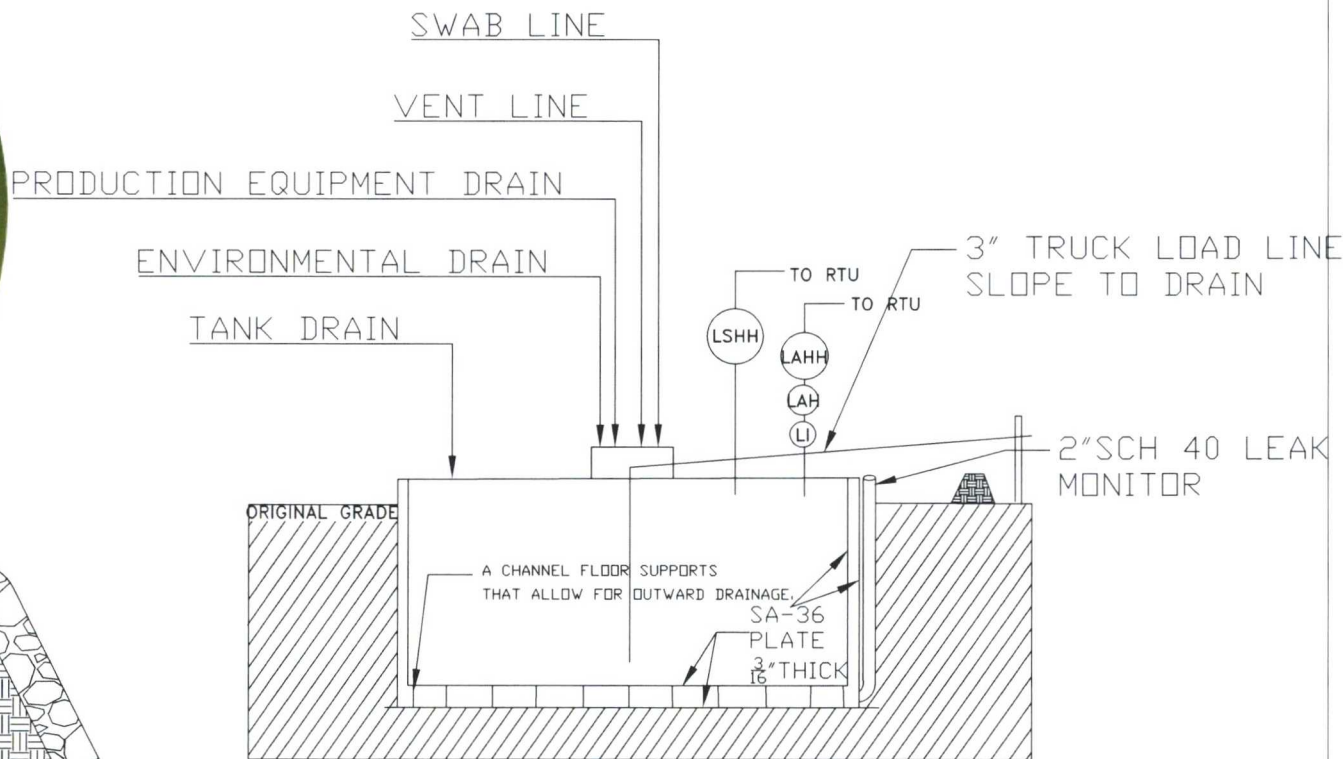 SWAB LINE
VENT LINE
PRODUCTION EQUIPMENT DRAIN
ENVIRONMENTAL DRAIN
TANK DRAIN
TO RTU
TO RTU
LSHH
LAHH
LAH
LI
3" TRUCK LOAD LINE
SLOPE TO DRAIN
2"SCH 40 LEAK
MONITOR
ORIGINAL GRADE
A CHANNEL FLOOR SUPPORTS
THAT ALLOW FOR OUTWARD DRAINAGE.
SA-36
PLATE
3/16" THICK